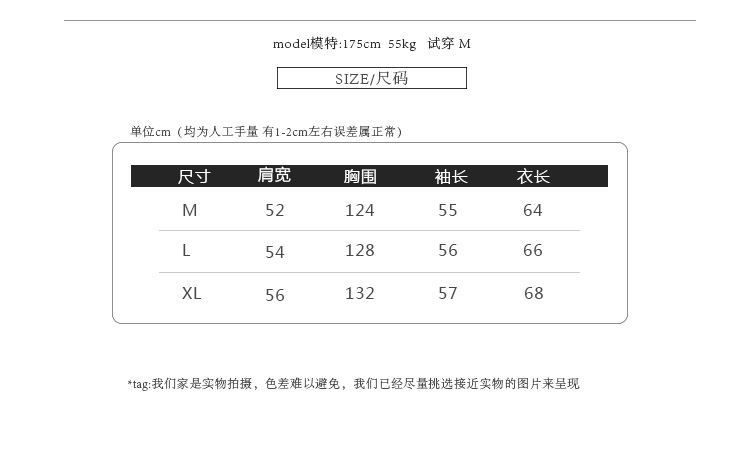 model模特:175cm 55kg 试穿 M
SIZE/尺码
单位cm（均为人工手量 有1-2cm左右误差属正常）
尺寸 肩宽 胸围 袖长 衣长
M 52 124 55 64
L 54 128 56 66
XL 56 132 57 68
*tag:我们家是实物拍摄，色差难以避免，我们已经尽量挑选接近实物的图片来呈现